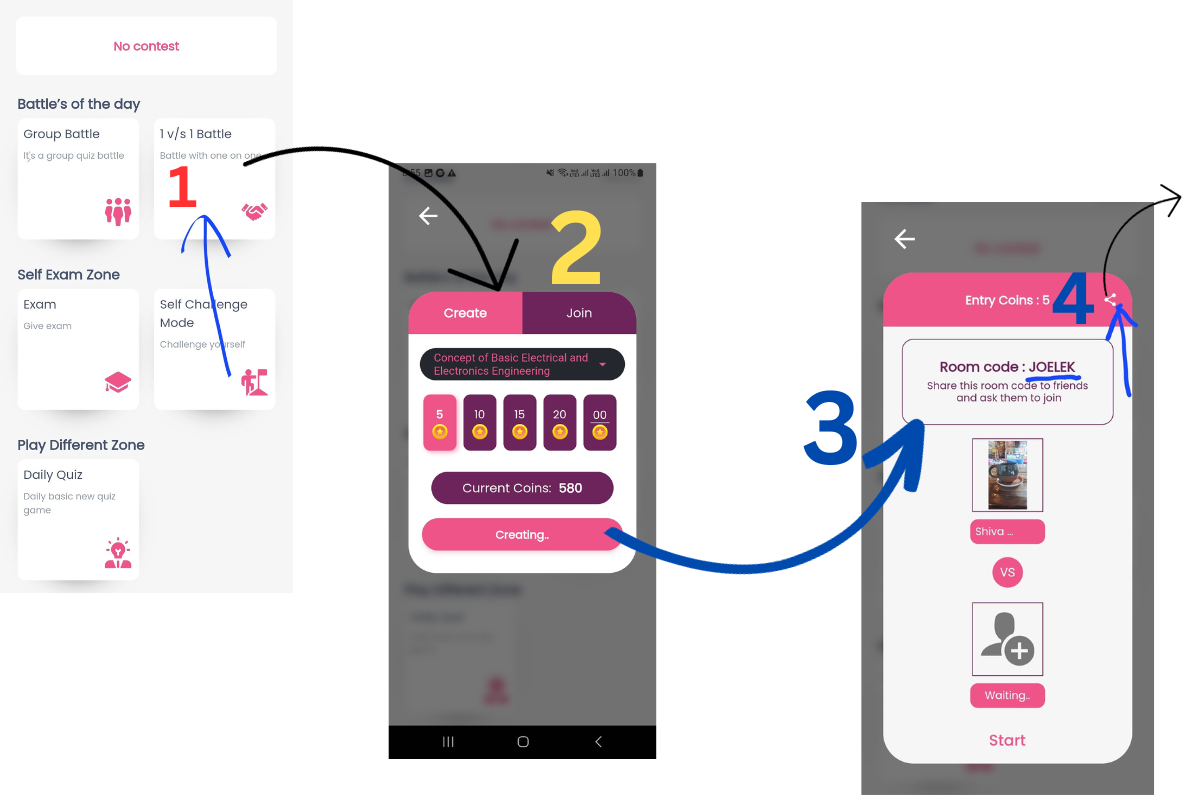 No contest
Battle's of the day
Group Battle
It's a group quiz battle
1 v/s 1 Battle
Battle with one on one
1
Self Exam Zone
Exam
Give exam
Self Challenge
Mode
Challenge yourself
Play Different Zone
Daily Quiz
Daily basic new quiz
game
100%
2
Create
Join
Concept of Basic Electrical and
Electronics Engineering
5
10
15
20
00
Current Coins: 580
Creating..
3
Entry Coins : 5
4
Room code : JOELEK
Share this room code to friends
and ask them to join
Shiva ...
VS
Waiting..
Start